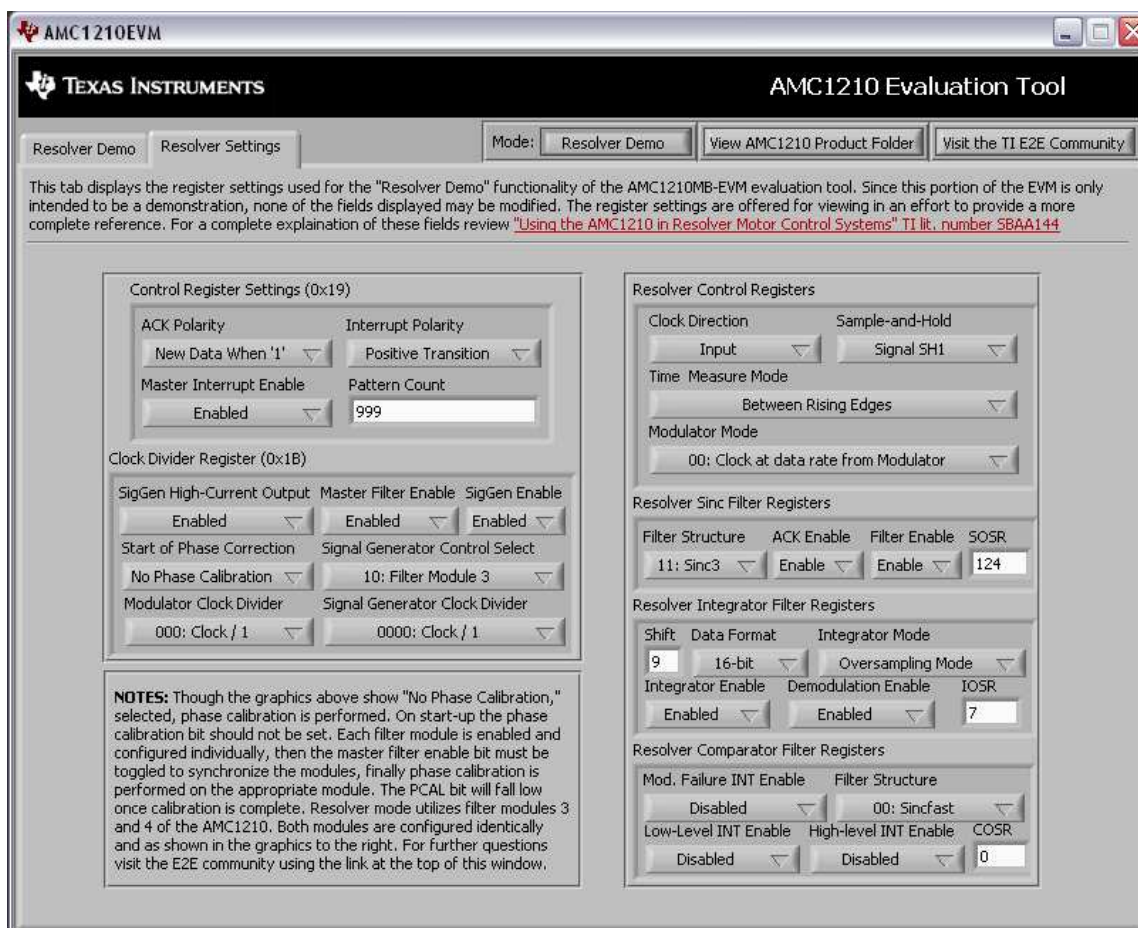 AMC1210EVM
TEXAS INSTRUMENTS
AMC1210 Evaluation Tool
Resolver Demo
Resolver Settings
Mode:
Resolver Demo
View AMC1210 Product Folder
Visit the TI E2E Community
This tab displays the register settings used for the "Resolver Demo" functionality of the AMC1210MB-EVM evaluation tool. Since this portion of the EVM is only
intended to be a demonstration, none of the fields displayed may be modified. The register settings are offered for viewing in an effort to provide a more
complete reference. For a complete explaination of these fields review "Using the AMC1210 in Resolver Motor Control Systems" TI lit. number SBAA144
Control Register Settings (0x19)
ACK Polarity
Interrupt Polarity
New Data When '1'
Positive Transition
Master Interrupt Enable
Pattern Count
Enabled
999
Clock Divider Register (0x1B)
SigGen High-Current Output
Master Filter Enable
SigGen Enable
Enabled
Enabled
Enabled
Start of Phase Correction
Signal Generator Control Select
No Phase Calibration
10: Filter Module 3
Modulator Clock Divider
Signal Generator Clock Divider
000: Clock / 1
0000: Clock / 1
NOTES: Though the graphics above show "No Phase Calibration,"
selected, phase calibration is performed. On start-up the phase
calibration bit should not be set. Each filter module is enabled and
configured individually, then the master filter enable bit must be
toggled to synchronize the modules, finally phase calibration is
performed on the appropriate module. The PCAL bit will fall low
once calibration is complete. Resolver mode utilizes filter modules 3
and 4 of the AMC1210. Both modules are configured identically
and as shown in the graphics to the right. For further questions
visit the E2E community using the link at the top of this window.
Resolver Control Registers
Clock Direction
Sample-and-Hold
Input
Signal SH1
Time Measure Mode
Between Rising Edges
Modulator Mode
00: Clock at data rate from Modulator
Resolver Sinc Filter Registers
Filter Structure
ACK Enable
Filter Enable
SOSR
11: Sinc3
Enable
Enable
124
Resolver Integrator Filter Registers
Shift
Data Format
Integrator Mode
9
16-bit
Oversampling Mode
Integrator Enable
Demodulation Enable
IOSR
Enabled
Enabled
7
Resolver Comparator Filter Registers
Mod. Failure INT Enable
Filter Structure
Disabled
00: Sincfast
Low-Level INT Enable
High-level INT Enable
COSR
Disabled
Disabled
0